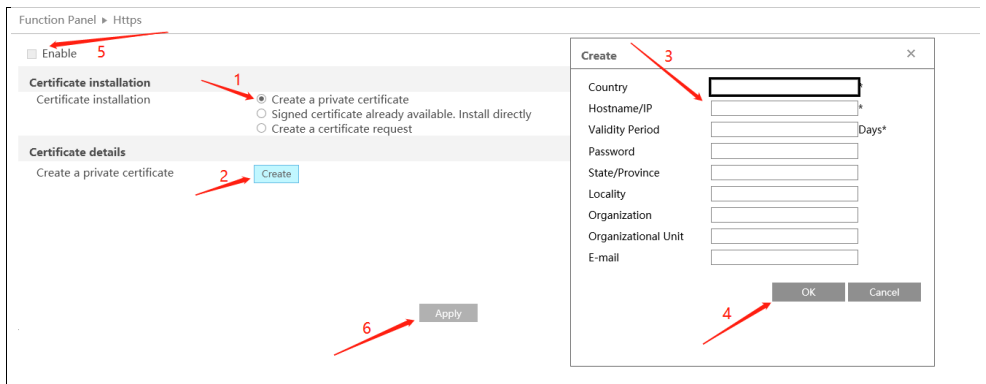 Function Panel ▶ Https
Enable 5
Certificate installation
Certificate installation
1
Create a private certificate
Signed certificate already available. Install directly
Create a certificate request
Certificate details
Create a private certificate 2 Create
6 Apply
Create 3 ×
Country *
Hostname/IP *
Validity Period Days*
Password
State/Province
Locality
Organization
Organizational Unit
E-mail
OK Cancel
4